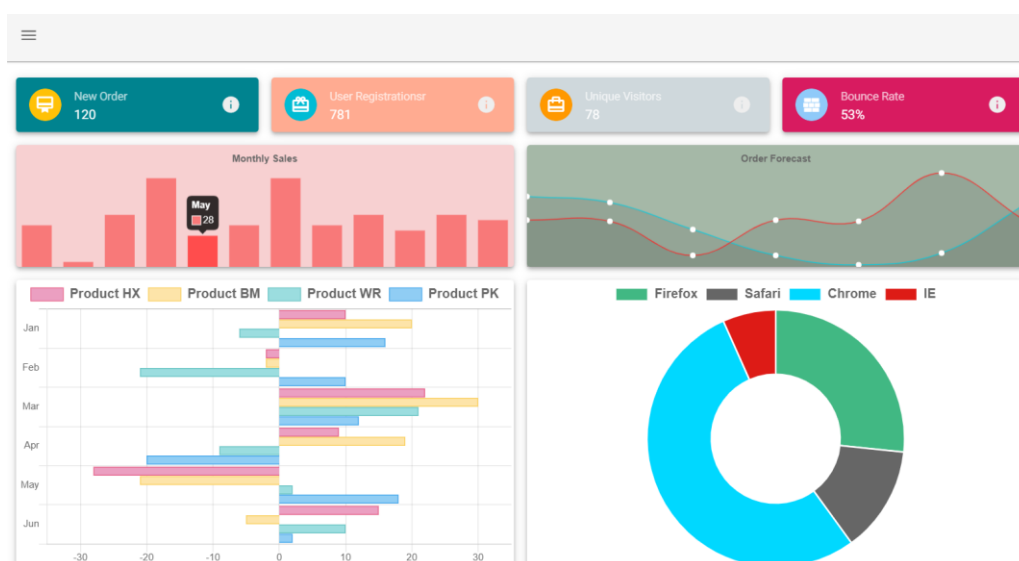 New Order
120
User Registrationsr
781
Unique Visitors
78
Bounce Rate
53%
Monthly Sales
May
28
Order Forecast
Product HX Product BM Product WR Product PK
Jan
Feb
Mar
Apr
May
Jun
-30 -20 -10 0 10 20 30
Firefox Safari Chrome IE